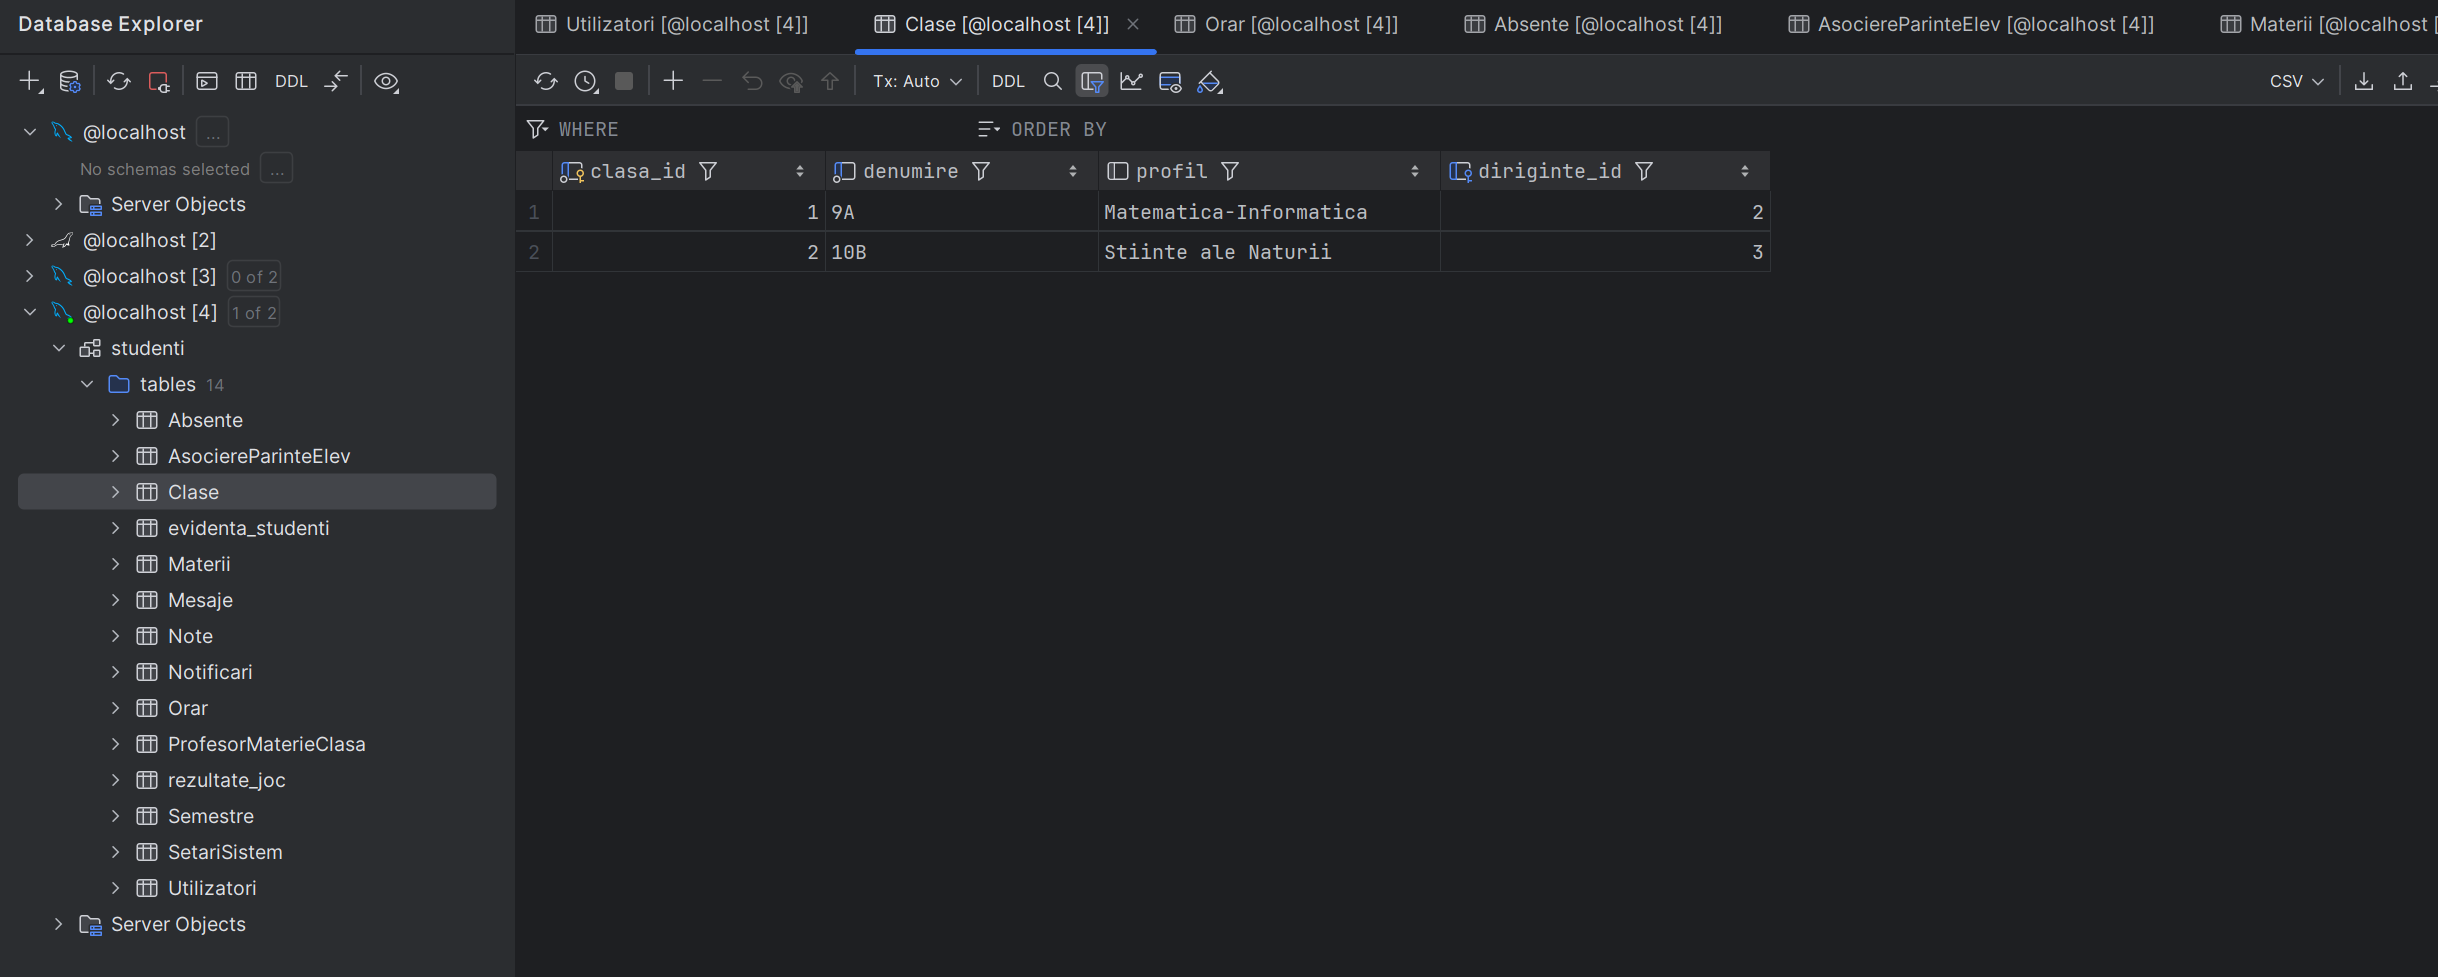 Database Explorer
Utilizatori [@localhost [4]]
Clase [@localhost [4]]
Orar [@localhost [4]]
Absente [@localhost [4]]
AsociereParinteElev [@localhost [4]]
Materii [@localhost [
DDL
Tx: Auto
DDL
CSV
@localhost ...
No schemas selected ...
Server Objects
@localhost [2]
@localhost [3] 0 of 2
@localhost [4] 1 of 2
studenti
tables 14
Absente
AsociereParinteElev
Clase
evidenta_studenti
Materii
Mesaje
Note
Notificari
Orar
ProfesorMaterieClasa
rezultate_joc
Semestre
SetariSistem
Utilizatori
Server Objects
WHERE ORDER BY
clasa_id denumire profil diriginte_id
1 1 9A Matematica-Informatica 2
2 2 10B Stiinte ale Naturii 3